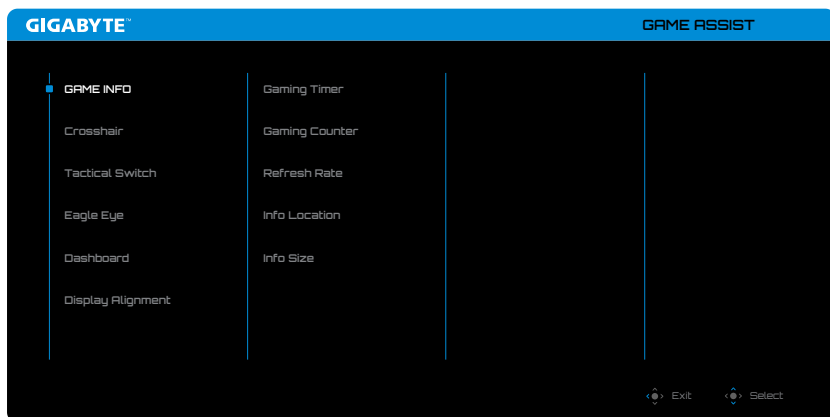 GIGABYTE™
GAME ASSIST
GAME INFO
Crosshair
Tactical Switch
Eagle Eye
Dashboard
Display Alignment
Gaming Timer
Gaming Counter
Refresh Rate
Info Location
Info Size
Exit
Select